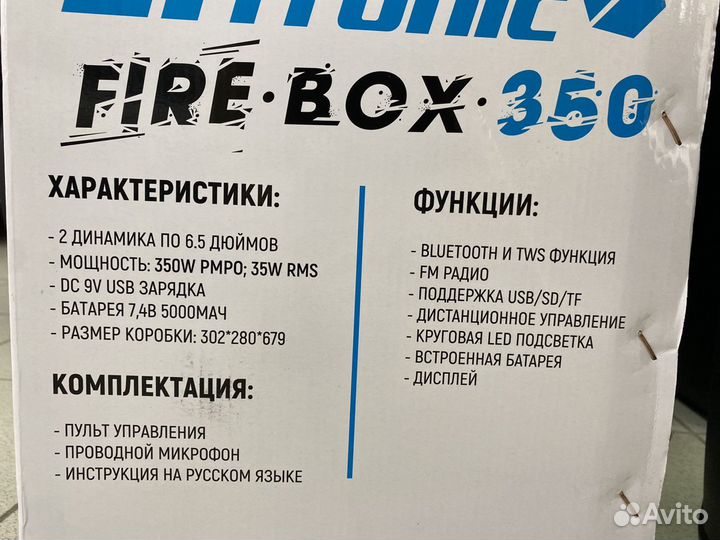 FIRE·BOX·350
ХАРАКТЕРИСТИКИ:
- 2 ДИНАМИКА ПО 6.5 ДЮЙМОВ
- МОЩНОСТЬ: 350W PMPO; 35W RMS
- DC 9V USB ЗАРЯДКА
- БАТАРЕЯ 7,4В 5000МАЧ
- РАЗМЕР КОРОБКИ: 302*280*679
КОМПЛЕКТАЦИЯ:
- ПУЛЬТ УПРАВЛЕНИЯ
- ПРОВОДНОЙ МИКРОФОН
- ИНСТРУКЦИЯ НА РУССКОМ ЯЗЫКЕ
ФУНКЦИИ:
- BLUETOOTH И TWS ФУНКЦИЯ
- FM РАДИО
- ПОДДЕРЖКА USB/SD/TF
- ДИСТАНЦИОННОЕ УПРАВЛЕНИЕ
- КРУГОВАЯ LED ПОДСВЕТКА
- ВСТРОЕННАЯ БАТАРЕЯ
- ДИСПЛЕЙ
Avito